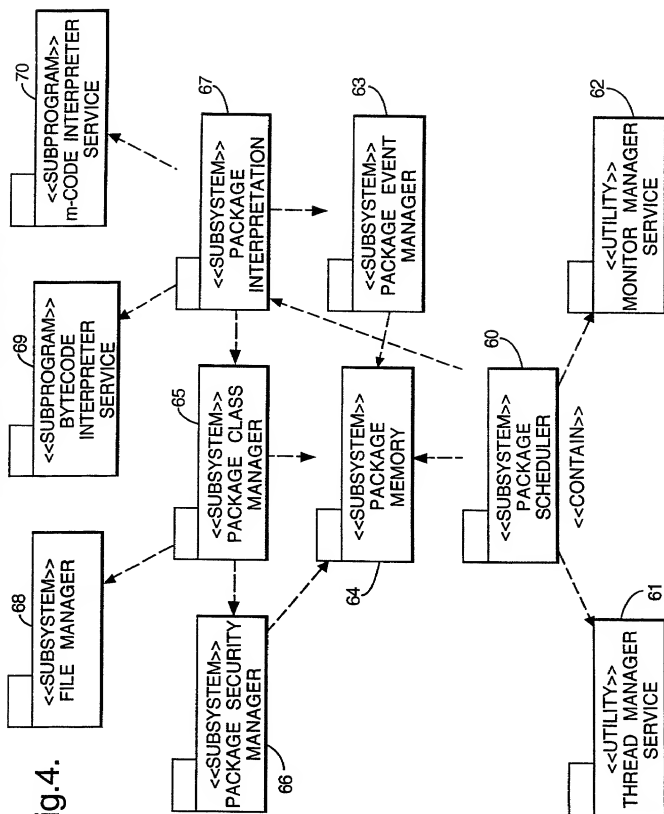 ig.4.
68
<<SUBSYSTEM>>
FILE MANAGER
69
<<SUBPROGRAM>>
BYTECODE
INTERPRETER
SERVICE
70
<<SUBPROGRAM>>
m-CODE INTERPRETER
SERVICE
<<SUBSYSTEM>>
PACKAGE SECURITY
MANAGER
66
65
<<SUBSYSTEM>>
PACKAGE CLASS
MANAGER
67
<<SUBSYSTEM>>
PACKAGE
INTERPRETATION
<<SUBSYSTEM>>
PACKAGE
MEMORY
64
63
<<SUBSYSTEM>>
PACKAGE EVENT
MANAGER
60
<<SUBSYSTEM>>
PACKAGE
SCHEDULER
<<CONTAIN>>
61
<<UTILITY>>
THREAD MANAGER
SERVICE
62
<<UTILITY>>
MONITOR MANAGER
SERVICE